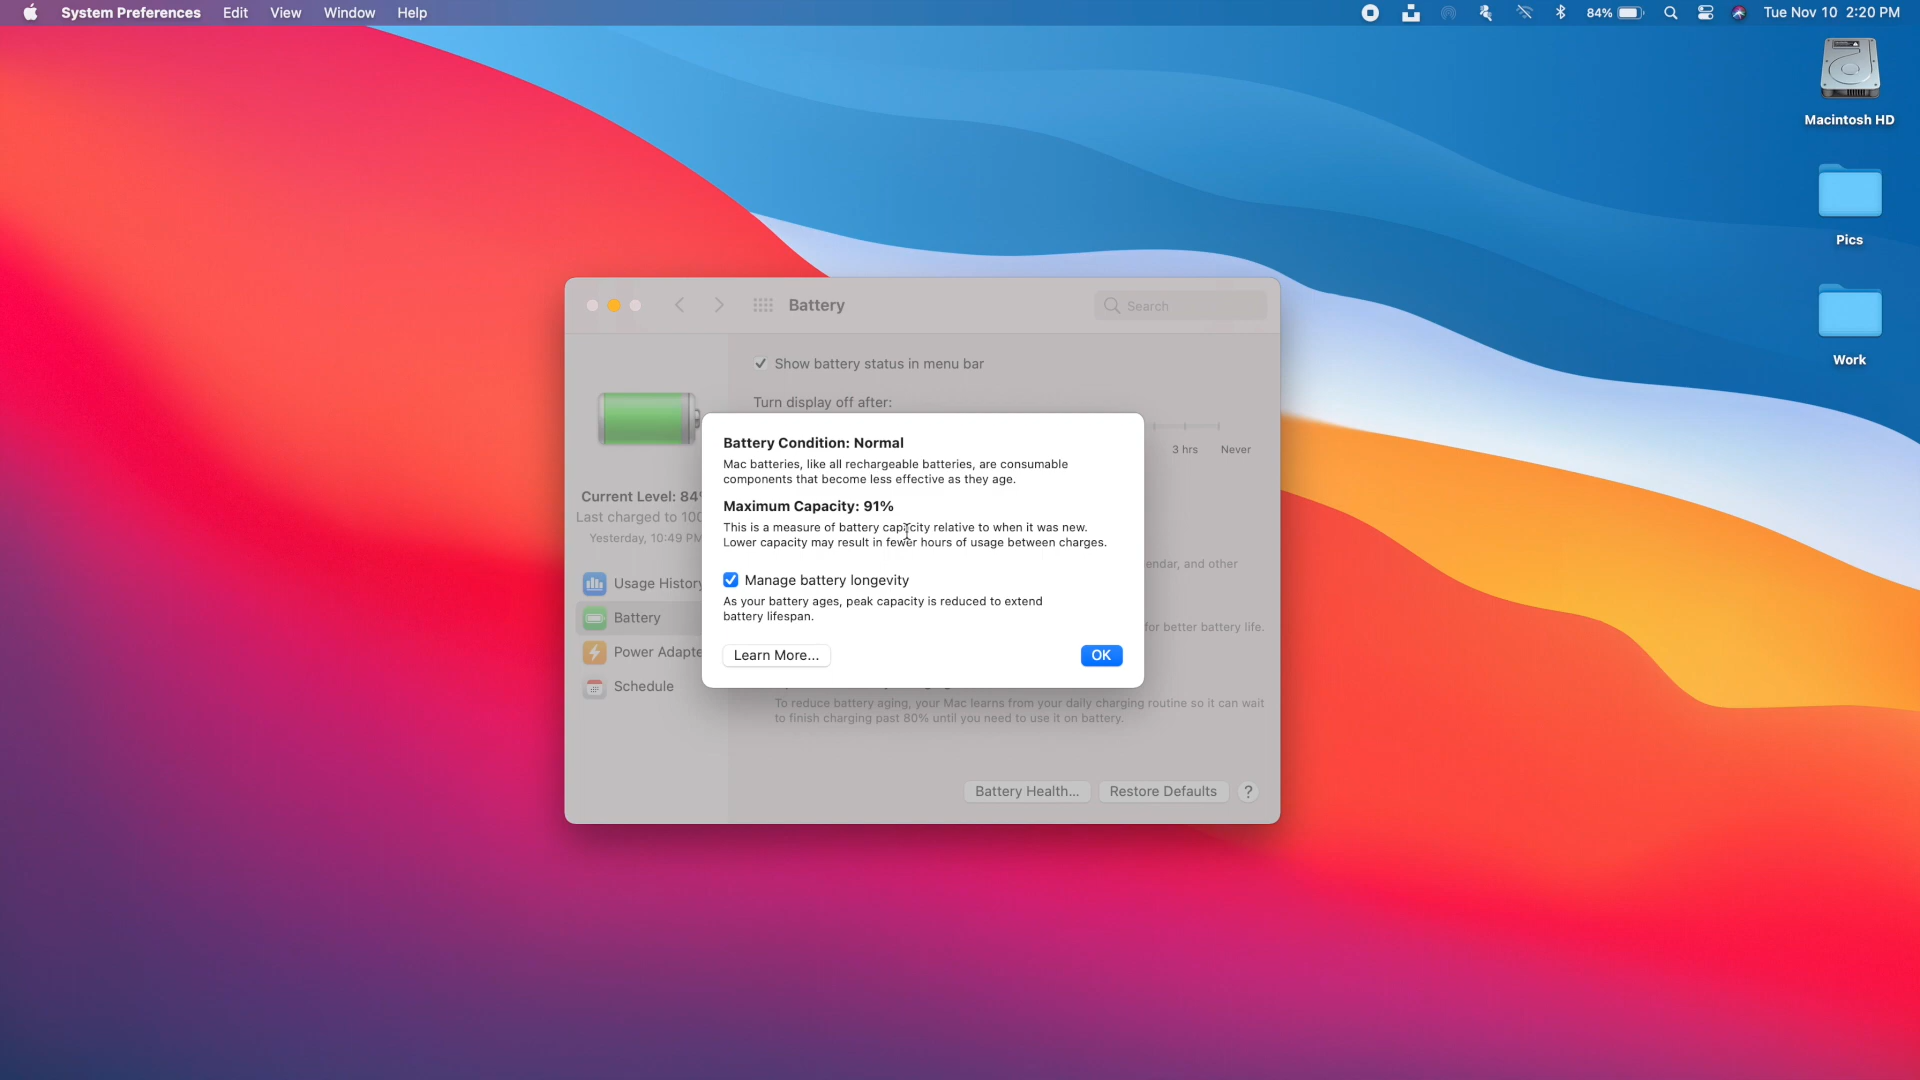 System Preferences Edit View Window Help
84% Tue Nov 10 2:20 PM
Macintosh HD
Pics
Work
Battery
Search
Show battery status in menu bar
Turn display off after:
3 hrs Never
Current Level: 84%
Last charged to 100
Yesterday, 10:49 PM
Usage History
Battery
Power Adapte
Schedule
Battery Condition: Normal
Mac batteries, like all rechargeable batteries, are consumable
components that become less effective as they age.
Maximum Capacity: 91%
This is a measure of battery capacity relative to when it was new.
Lower capacity may result in fewer hours of usage between charges.
Manage battery longevity
As your battery ages, peak capacity is reduced to extend
battery lifespan.
Learn More...
OK
endar, and other
for better battery life.
To reduce battery aging, your Mac learns from your daily charging routine so it can wait
to finish charging past 80% until you need to use it on battery.
Battery Health...
Restore Defaults
?